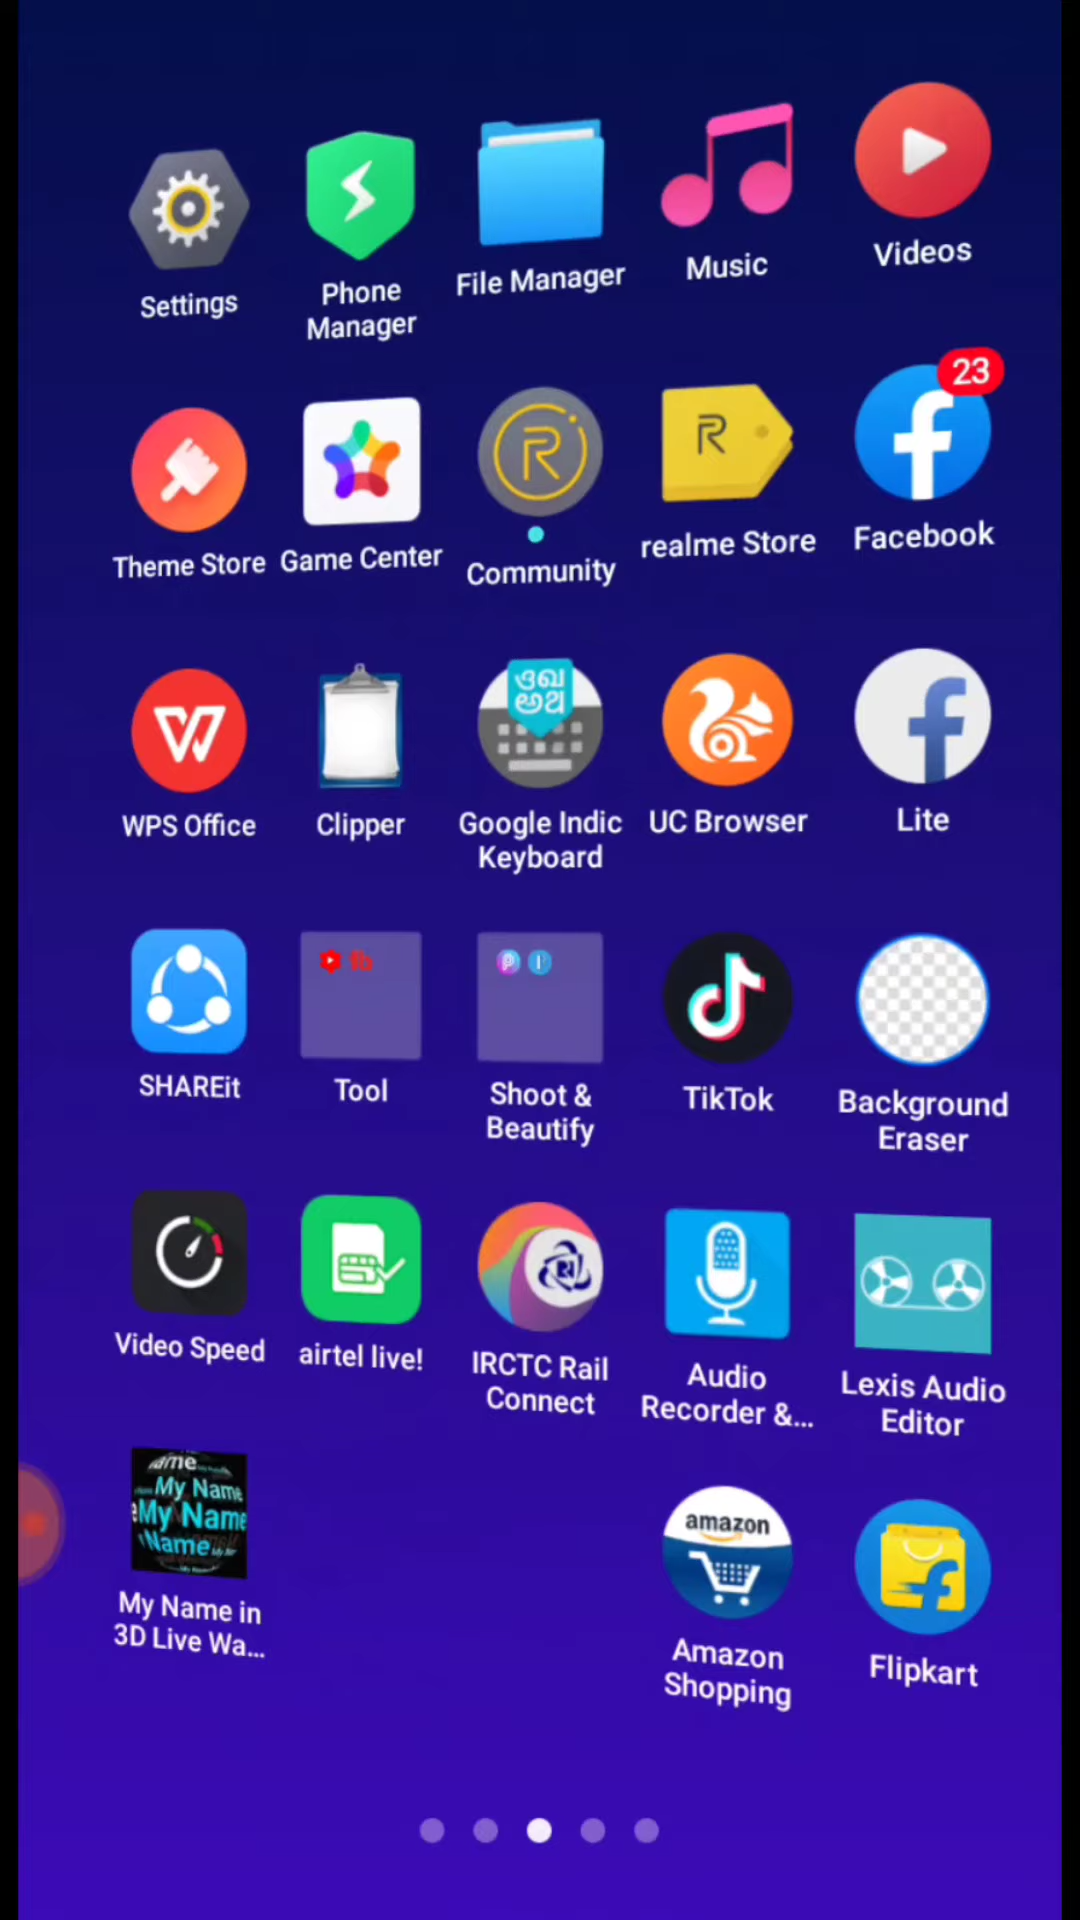 Settings
Phone
Manager
File Manager
Music
Videos
23
Theme Store
Game Center
R
Community
R
realme Store
f
Facebook
W
WPS Office
Clipper
ওখ
అथ
Google Indic
Keyboard
UC Browser
f
Lite
SHAREit
Tool
Shoot &
Beautify
TikTok
Background
Eraser
Video Speed
airtel live!
IRCTC Rail
Connect
Audio
Recorder &...
Lexis Audio
Editor
My Name
My Name
Name
My Name in
3D Live Wa...
amazon
Amazon
Shopping
f
Flipkart